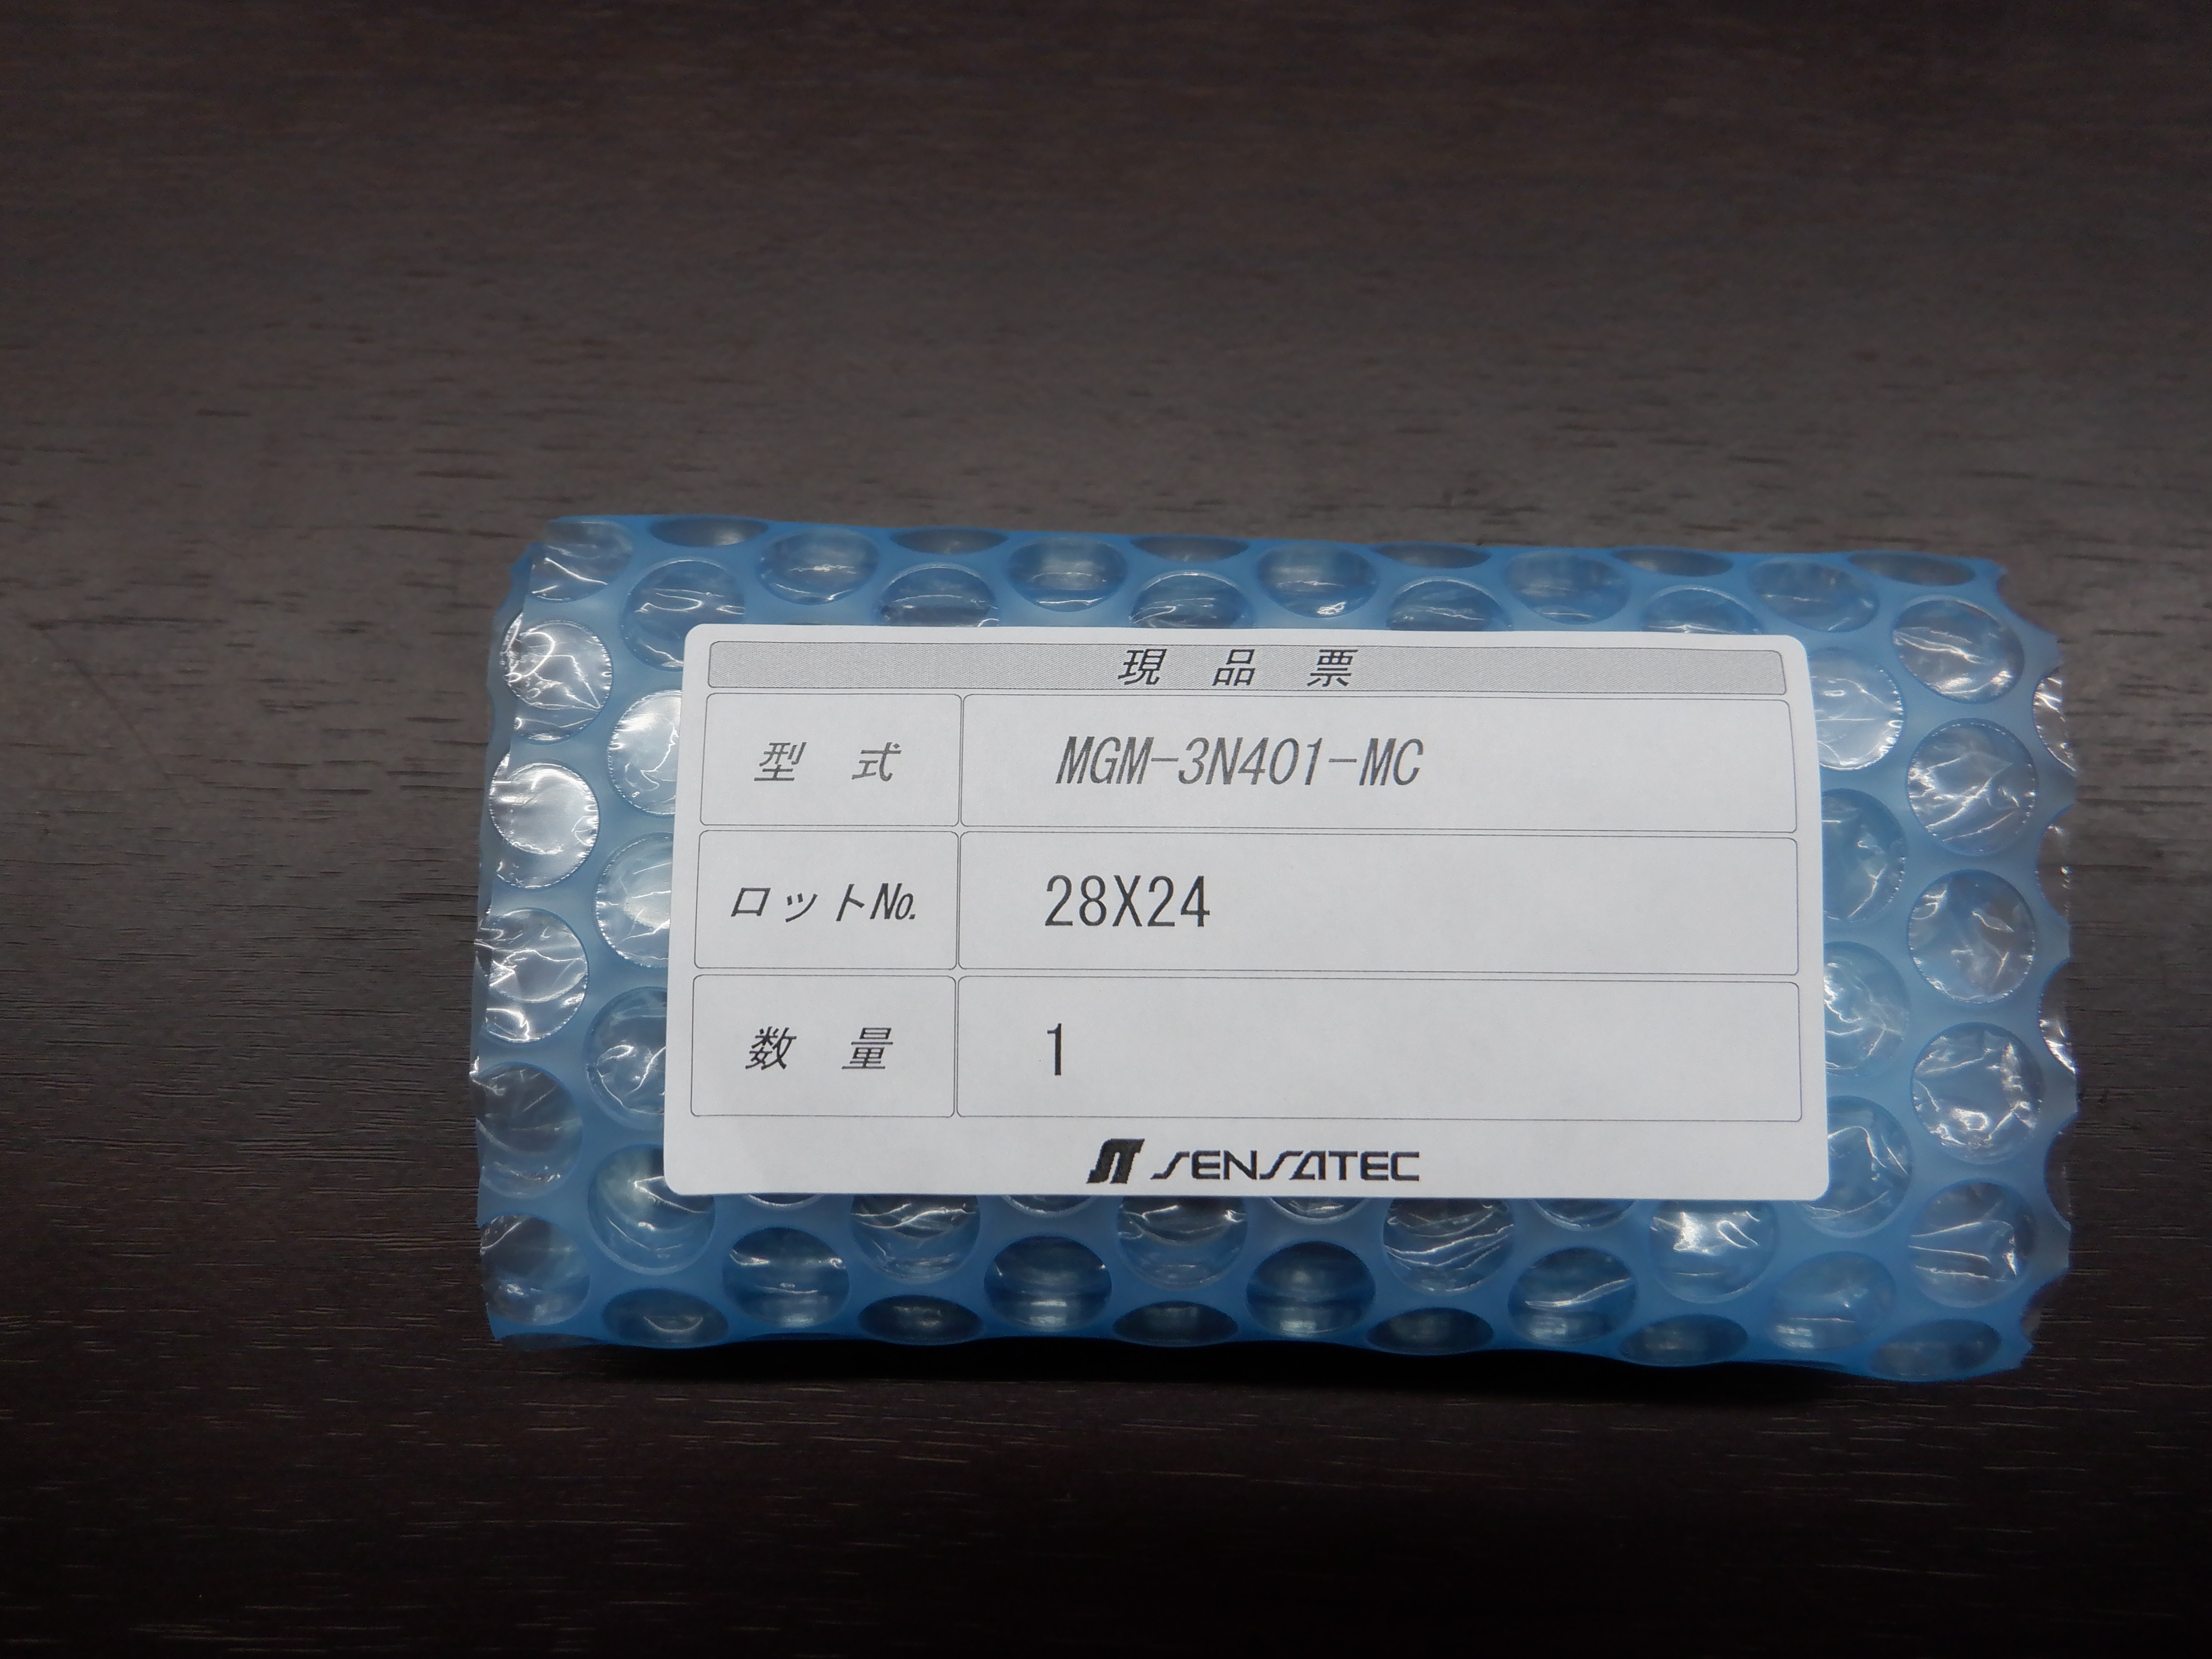 現 品 票
型 式 MGM-3N401-MC
ロット№ 28X24
数 量 1
SENSATEC